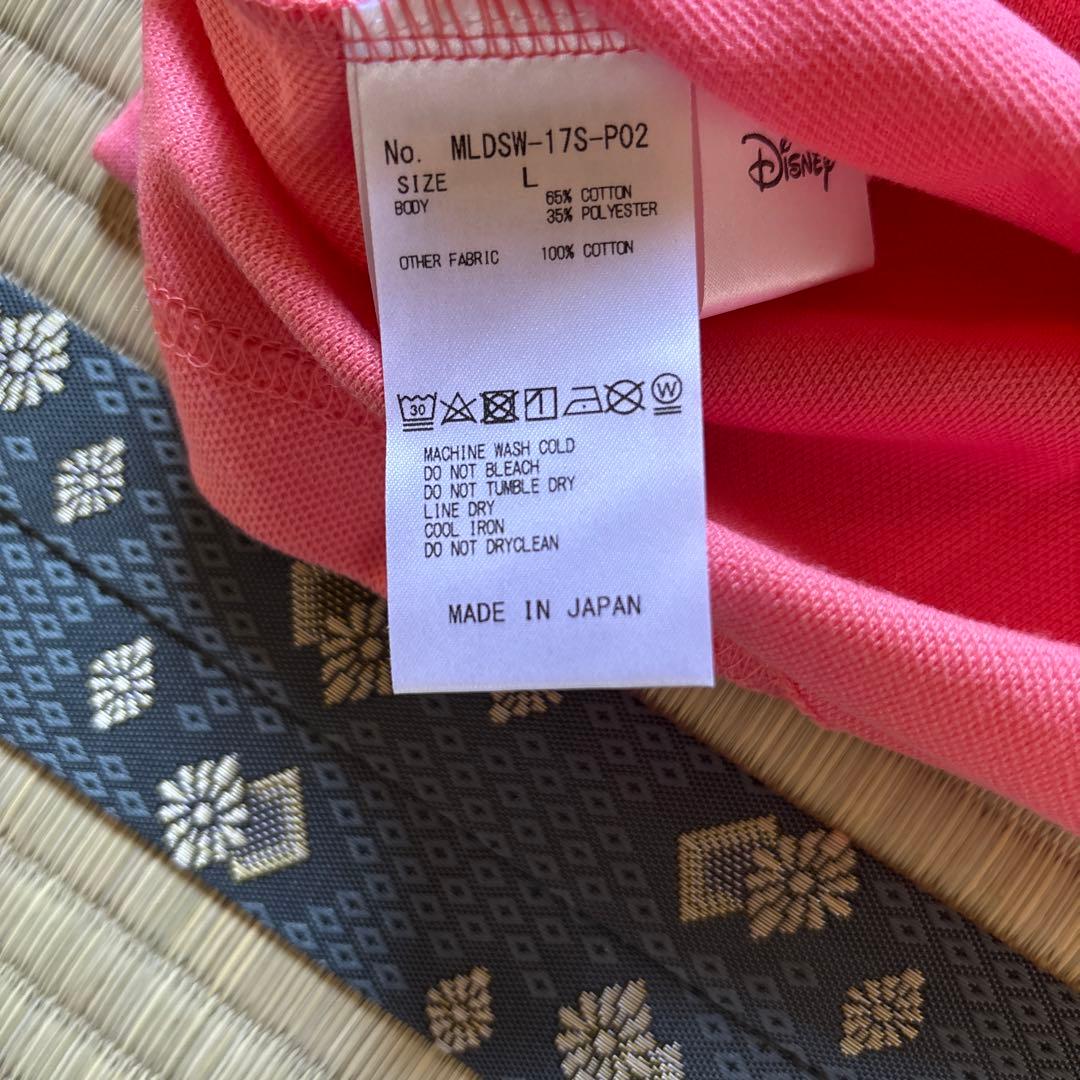 No. MLDSW-17S-P02
SIZE L
BODY 65% COTTON
35% POLYESTER
OTHER FABRIC 100% COTTON
30
W
MACHINE WASH COLD
DO NOT BLEACH
DO NOT TUMBLE DRY
LINE DRY
COOL IRON
DO NOT DRYCLEAN
MADE IN JAPAN
Disney